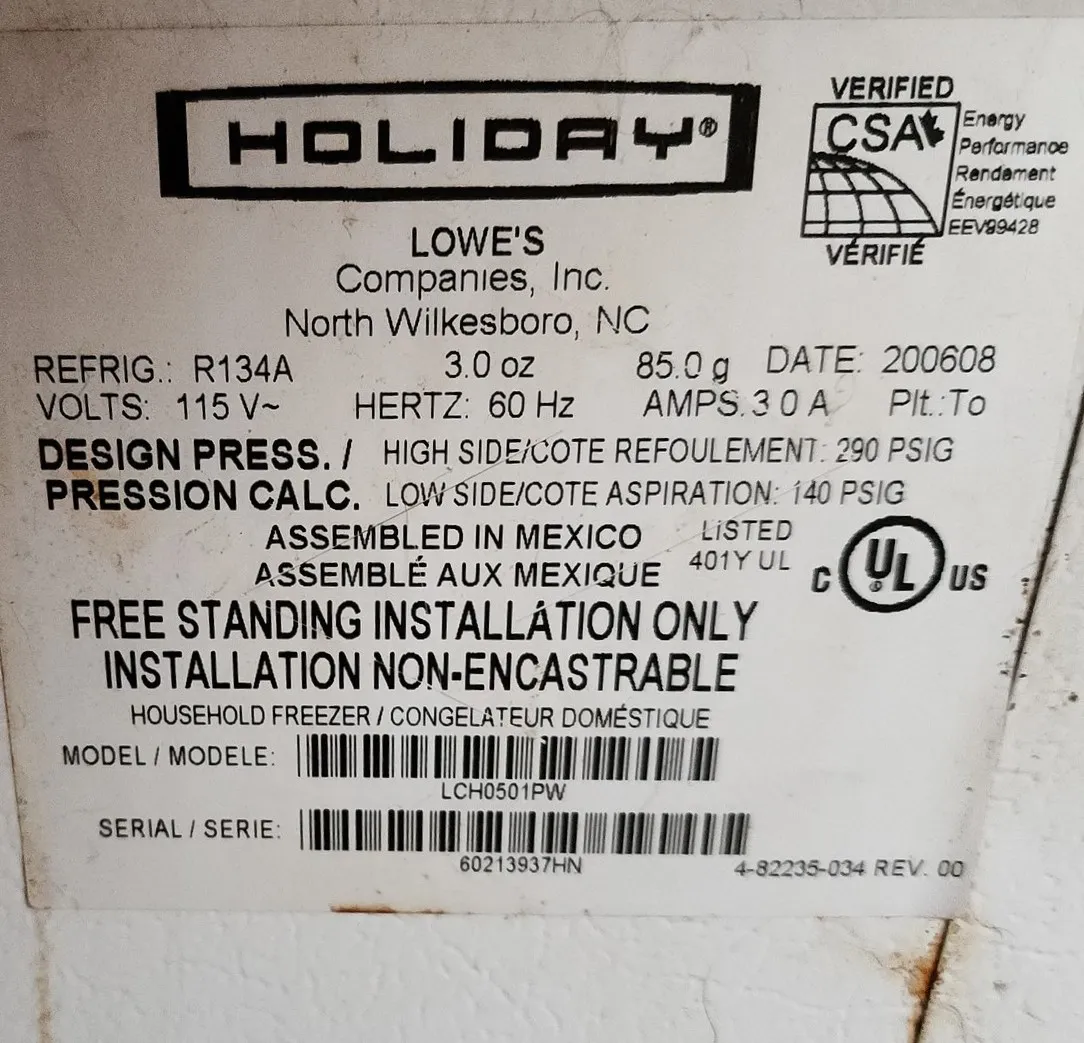 HOLIDAY®
VERIFIED
CSA
Energy
Performance
Rendement
Énergétique
EEV99428
VÉRIFIÉ
LOWE'S
Companies, Inc.
North Wilkesboro, NC
REFRIG.: R134A 3.0 oz 85.0 g DATE: 200608
VOLTS: 115 V~ HERTZ: 60 Hz AMPS. 3 0 A Plt.: To
DESIGN PRESS. / HIGH SIDE/COTE REFOULEMENT: 290 PSIG
PRESSION CALC. LOW SIDE/COTE ASPIRATION: 140 PSIG
ASSEMBLED IN MEXICO LISTED
ASSEMBLÉ AUX MEXIQUE 401Y UL
C UL® US
FREE STANDING INSTALLATION ONLY
INSTALLATION NON-ENCASTRABLE
HOUSEHOLD FREEZER / CONGELATEUR DOMÉSTIQUE
MODEL / MODELE:
LCH0501PW
SERIAL / SERIE:
60213937HN
4-82235-034 REV. 00